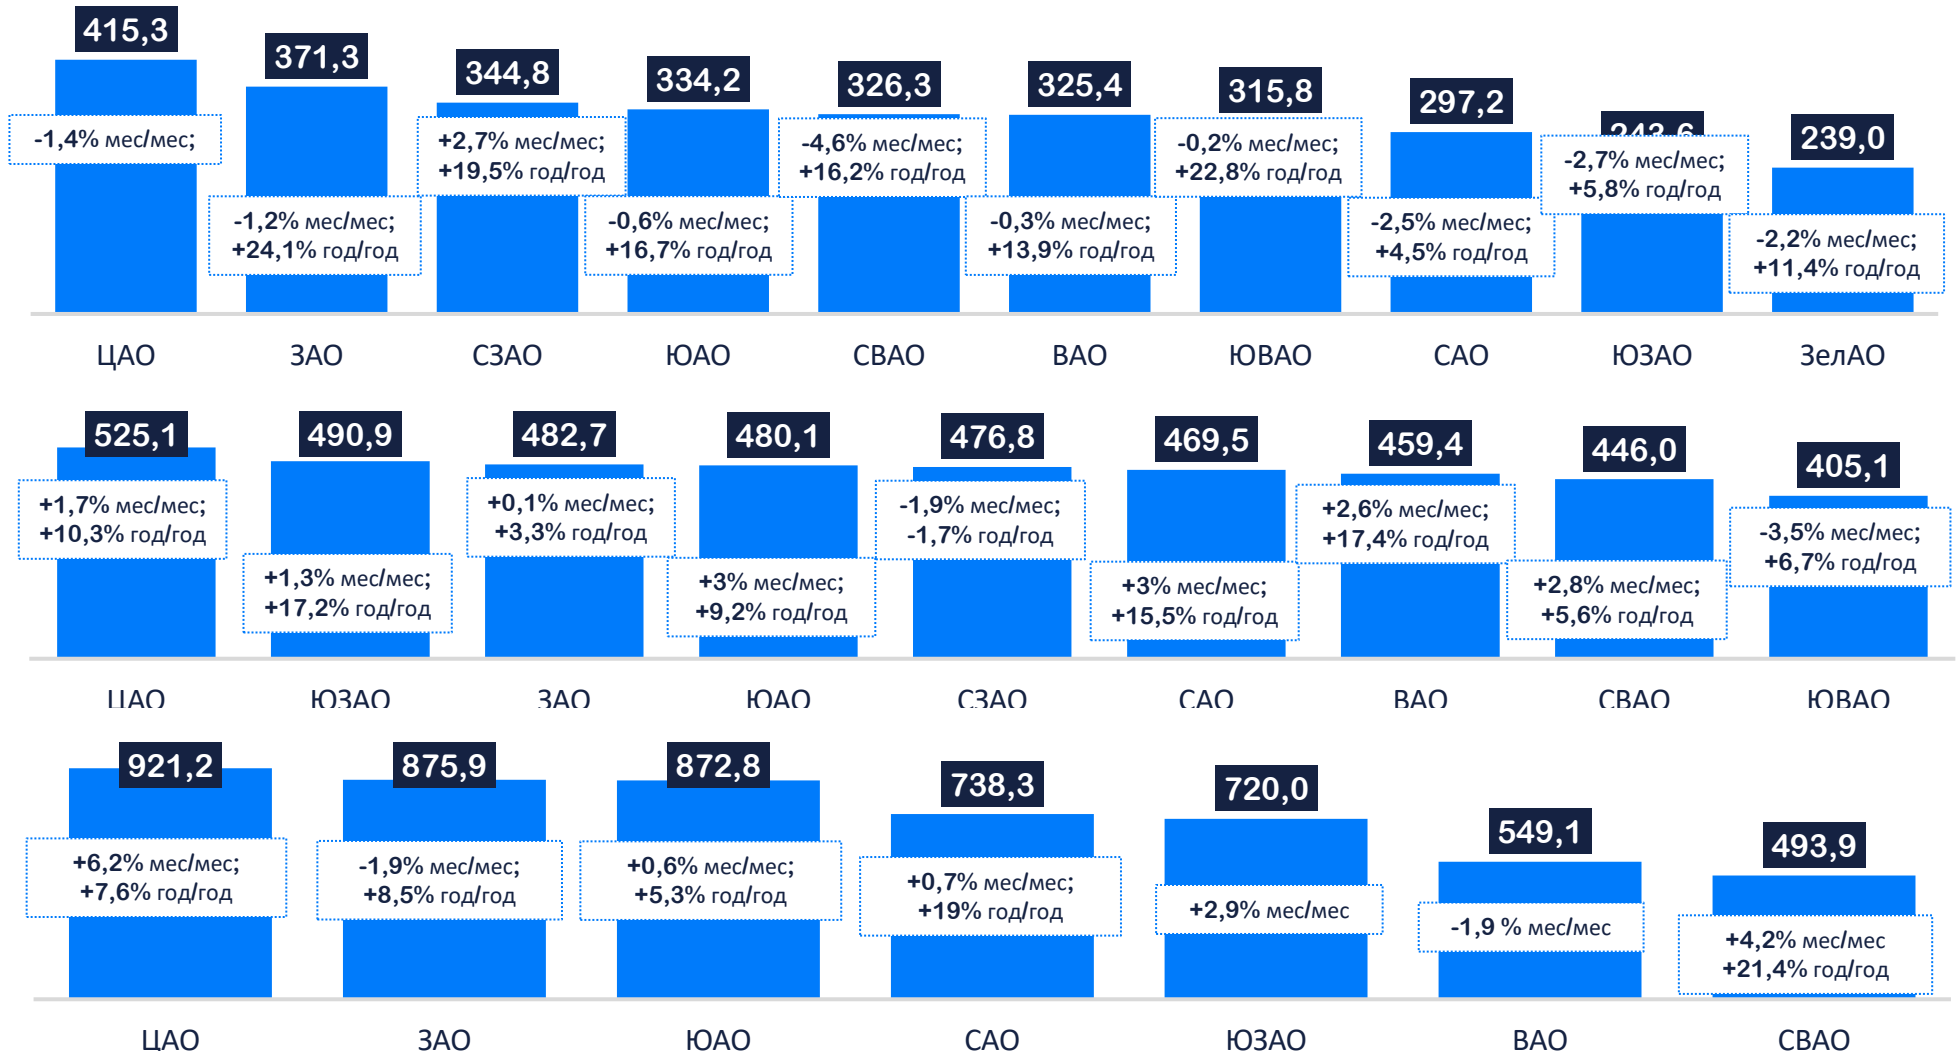 415,3
371,3
344,8
334,2
326,3
325,4
315,8
297,2
239,0
-1,4% мес/мес;
-1,2% мес/мес;
+24,1% год/год
+2,7% мес/мес;
+19,5% год/год
-0,6% мес/мес;
+16,7% год/год
-4,6% мес/мес;
+16,2% год/год
-0,3% мес/мес;
+13,9% год/год
-0,2% мес/мес;
+22,8% год/год
-2,5% мес/мес;
+4,5% год/год
-2,7% мес/мес;
+5,8% год/год
-2,2% мес/мес;
+11,4% год/год
ЦАО ЗАО СЗАО ЮАО СВАО ВАО ЮВАО САО ЮЗАО ЗелАО
525,1
490,9
482,7
480,1
476,8
469,5
459,4
446,0
405,1
+1,7% мес/мес;
+10,3% год/год
+1,3% мес/мес;
+17,2% год/год
+0,1% мес/мес;
+3,3% год/год
+3% мес/мес;
+9,2% год/год
-1,9% мес/мес;
-1,7% год/год
+3% мес/мес;
+15,5% год/год
+2,6% мес/мес;
+17,4% год/год
+2,8% мес/мес;
+5,6% год/год
-3,5% мес/мес;
+6,7% год/год
ЦАО ЮЗАО ЗАО ЮАО СЗАО САО ВАО СВАО ЮВАО
921,2
875,9
872,8
738,3
720,0
549,1
493,9
+6,2% мес/мес;
+7,6% год/год
-1,9% мес/мес;
+8,5% год/год
+0,6% мес/мес;
+5,3% год/год
+0,7% мес/мес;
+19% год/год
+2,9% мес/мес
-1,9 % мес/мес
+4,2% мес/мес
+21,4% год/год
ЦАО ЗАО ЮАО САО ЮЗАО ВАО СВАО